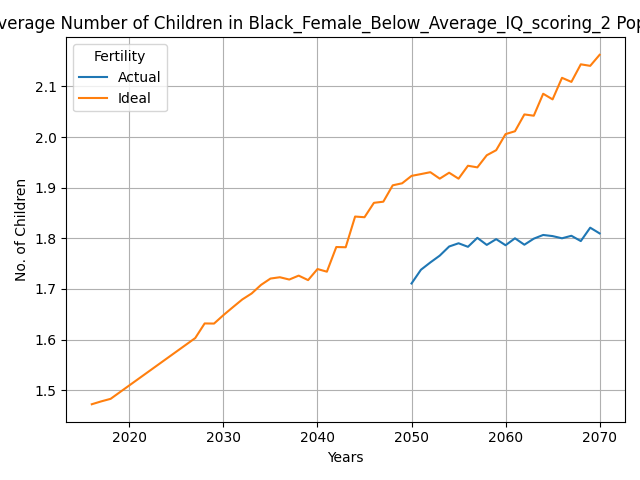 verage Number of Children in Black_Female_Below_Average_IQ_scoring_2 Pop
Fertility
Actual
Ideal
2.1
2.0
1.9
1.8
1.7
1.6
1.5
No. of Children
2020 2030 2040 2050 2060 2070
Years